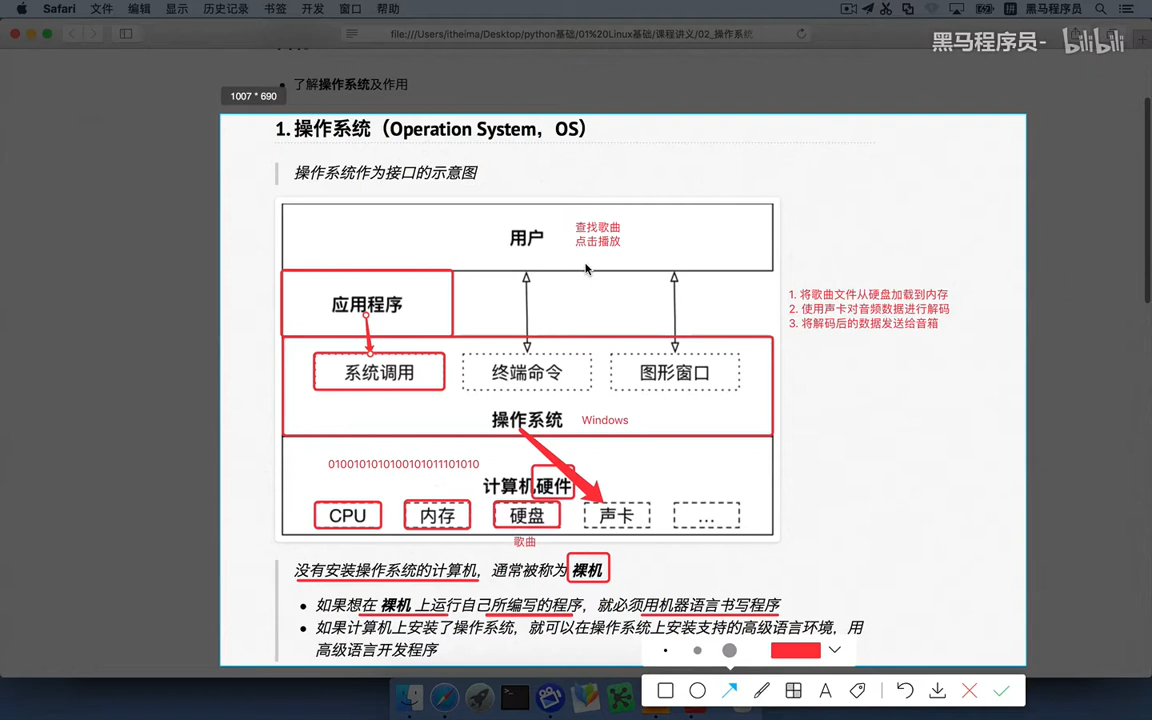 Safari 文件 编辑 显示 历史记录 书签 开发 窗口 帮助 黑马程序员
file:///Users/itheima/Desktop/python基础/01%20Linux基础/课程讲义/02_操作系统
黑马程序员- bilibili
了解操作系统及作用
1007 * 690
1. 操作系统（Operation System，OS）
操作系统作为接口的示意图
用户
查找歌曲
点击播放
应用程序
1. 将歌曲文件从硬盘加载到内存
2. 使用声卡对音频数据进行解码
3. 将解码后的数据发送给音箱
系统调用 终端命令 图形窗口
操作系统 Windows
0100101010100101011101010
计算机硬件
CPU 内存 硬盘 声卡 ...
歌曲
没有安装操作系统的计算机，通常被称为 裸机
如果想在 裸机 上运行自己所编写的程序，就必须用机器语言书写程序
如果计算机上安装了操作系统，就可以在操作系统上安装支持的高级语言环境，用
高级语言开发程序
A